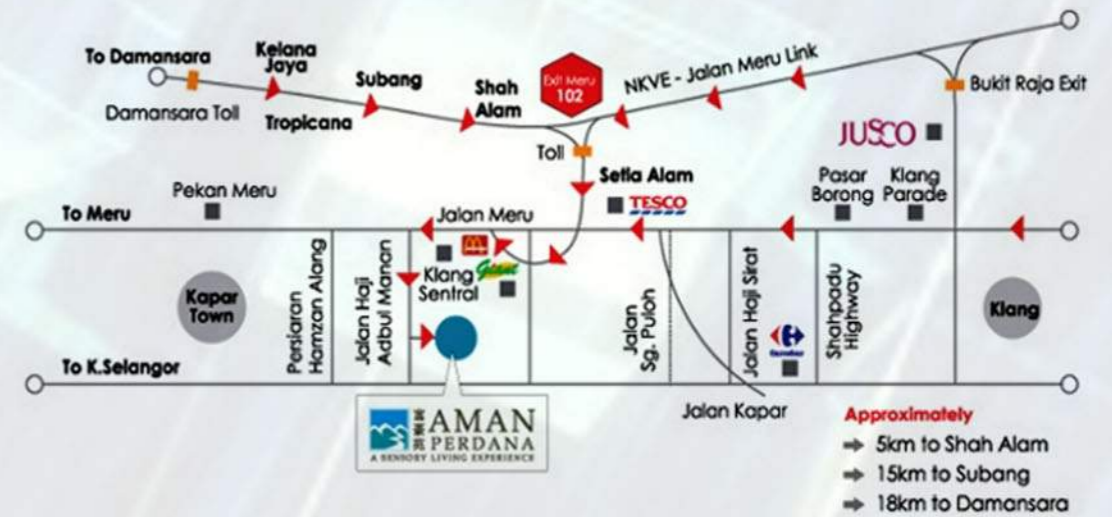 To Damansara
Kelana
Jaya
Subang
Shah
Alam
Exit Meru
102
NKVE - Jalan Meru Link
Bukit Raja Exit
Damansara Toll
Tropicana
Toll
JUSCO
Setia Alam
TESCO
Pasar
Borong
Klang
Parade
Pekan Meru
To Meru
Jalan Meru
Klang
Sentral
Giant
Kapar
Town
Persiaran
Hamzan Alang
Jalan Haji
Adbul Manan
Jalan
Sg. Puloh
Jalan Haji Sirat
Carrefour
Shahpadu
Highway
Klang
To K.Selangor
Jalan Kapar
AMAN
PERDANA
A SENSORY LIVING EXPERIENCE
Approximately
5km to Shah Alam
15km to Subang
18km to Damansara